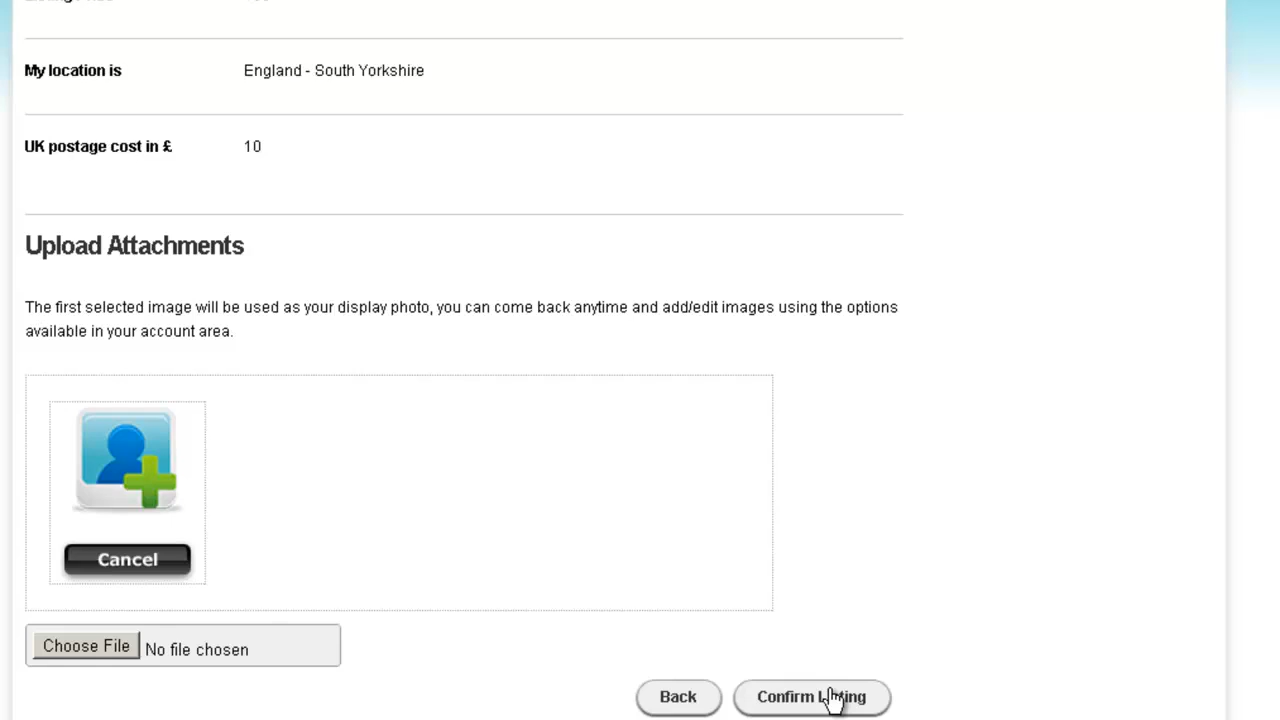 My location is England - South Yorkshire
UK postage cost in £ 10
Upload Attachments
The first selected image will be used as your display photo, you can come back anytime and add/edit images using the options
available in your account area.
Cancel
Choose File No file chosen
Back Confirm Listing